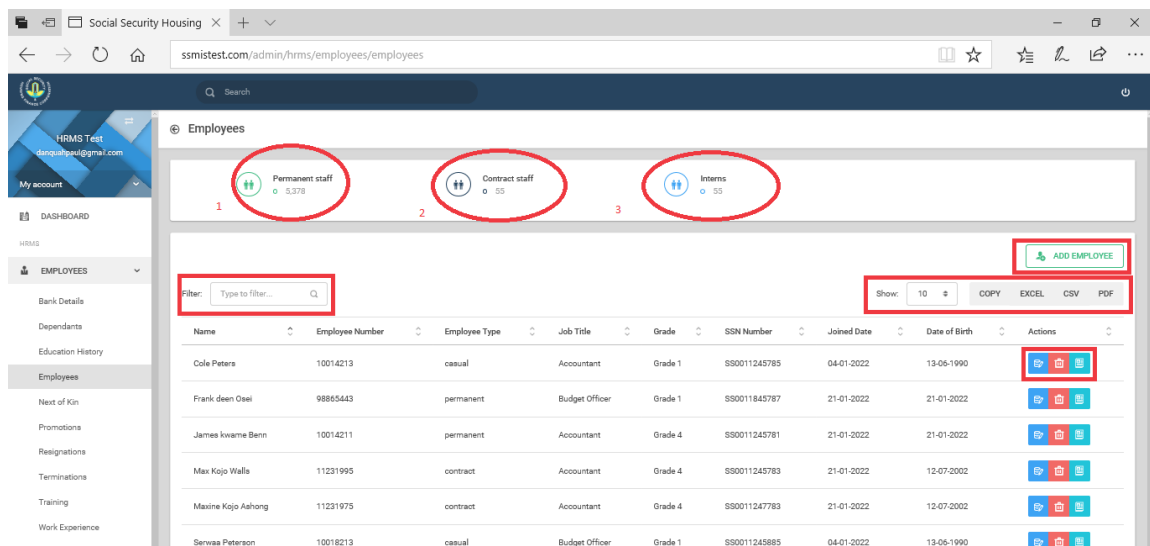 Social Security Housing
ssmistest.com/admin/hrms/employees/employees
Search
HRMS Test
danquahpaul@gmail.com
My account
DASHBOARD
HRMS
EMPLOYEES
Bank Details
Dependants
Education History
Employees
Next of Kin
Promotions
Resignations
Terminations
Training
Work Experience
Employees
1 Permanent staff
5,378
2 Contract staff
55
3 Interns
55
ADD EMPLOYEE
Filter: Type to filter...
Show: 10 COPY EXCEL CSV PDF
Name Employee Number Employee Type Job Title Grade SSN Number Joined Date Date of Birth Actions
Cole Peters 10014213 casual Accountant Grade 1 SS0011245785 04-01-2022 13-06-1990
Frank deen Osei 98865443 permanent Budget Officer Grade 1 SS0011845787 21-01-2022 21-01-2022
James kwame Benn 10014211 permanent Accountant Grade 4 SS0011245781 21-01-2022 21-01-2022
Max Kojo Walla 11231995 contract Accountant Grade 4 SS0011245783 21-01-2022 12-07-2002
Maxine Kojo Ashong 11231975 contract Accountant Grade 4 SS0011247783 21-01-2022 12-07-2002
Serwaa Peterson 10018213 casual Budget Officer Grade 1 SS0011245885 04-01-2022 13-06-1990